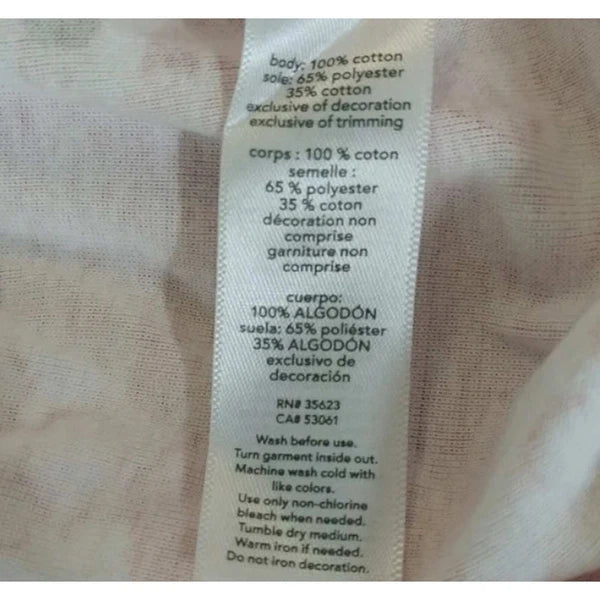 body: 100% cotton
sole: 65% polyester
35% cotton
exclusive of decoration
exclusive of trimming
corps : 100 % coton
semelle :
65 % polyester
35 % coton
décoration non
comprise
garniture non
comprise
cuerpo:
100% ALGODÓN
suela: 65% poliéster
35% ALGODÓN
exclusivo de
decoración
RN# 35623
CA# 53061
Wash before use.
Turn garment inside out.
Machine wash cold with
like colors.
Use only non-chlorine
bleach when needed.
Tumble dry medium.
Warm iron if needed.
Do not iron decoration.